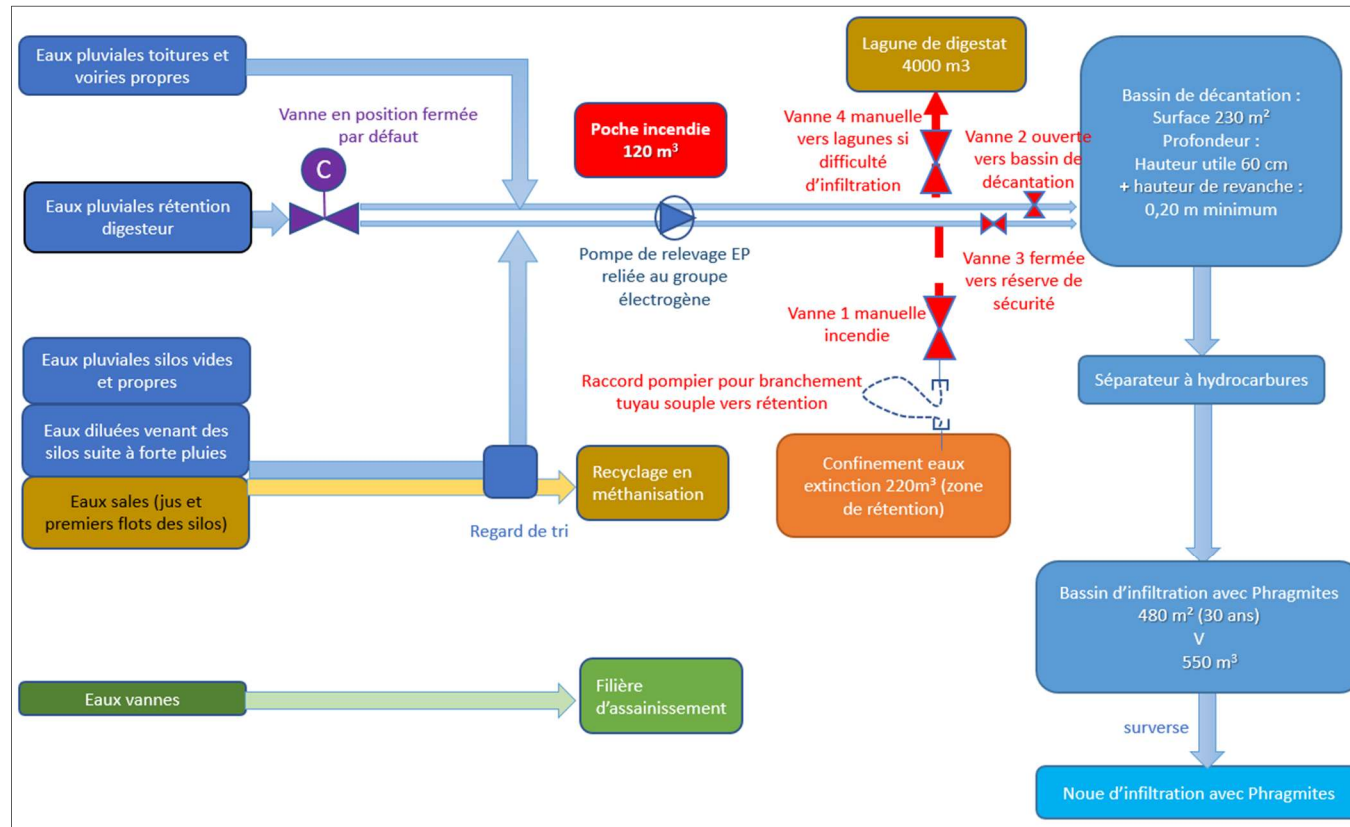 Eaux pluviales toitures et
voiries propres
Vanne en position fermée
par défaut
C
Eaux pluviales rétention
digesteur
Poche incendie
120 m³
Pompe de relevage EP
reliée au groupe
électrogène
Lagune de digestat
4000 m3
Vanne 4 manuelle
vers lagunes si
difficulté
d’infiltration
Vanne 2 ouverte
vers bassin de
décantation
Vanne 3 fermée
vers réserve de
sécurité
Vanne 1 manuelle
incendie
Raccord pompier pour branchement
tuyau souple vers rétention
Confinement eaux
extinction 220m³ (zone
de rétention)
Bassin de décantation :
Surface 230 m²
Profondeur :
Hauteur utile 60 cm
+ hauteur de revanche :
0,20 m minimum
Séparateur à hydrocarbures
Bassin d’infiltration avec Phragmites
480 m² (30 ans)
V
550 m³
surverse
Noue d’infiltration avec Phragmites
Eaux pluviales silos vides
et propres
Eaux diluées venant des
silos suite à forte pluies
Eaux sales (jus et
premiers flots des silos)
Regard de tri
Recyclage en
méthanisation
Eaux vannes
Filière
d’assainissement